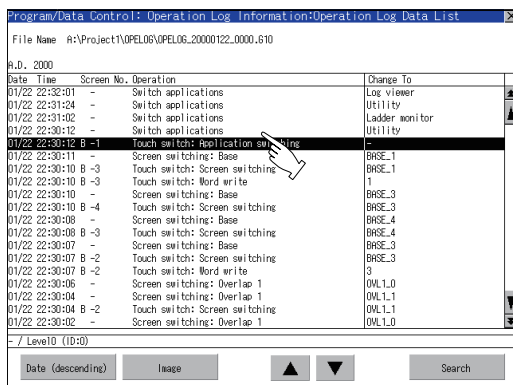 Program/Data Control: Operation Log Information:Operation Log Data List
File Name A:\Project1\OPELOG\OPELOG_20000122_0000.G10
A.D. 2000
Date Time Screen No. Operation Change To
01/22 22:32:01 - Switch applications Log viewer
01/22 22:31:24 - Switch applications Utility
01/22 22:31:02 - Switch applications Ladder monitor
01/22 22:30:12 - Switch applications Utility
01/22 22:30:12 B -1 Touch switch: Application switching -
01/22 22:30:11 - Screen switching: Base BASE_1
01/22 22:30:10 B -3 Touch switch: Screen switching BASE_1
01/22 22:30:10 B -3 Touch switch: Word write 1
01/22 22:30:10 - Screen switching: Base BASE_3
01/22 22:30:10 B -4 Touch switch: Screen switching BASE_3
01/22 22:30:08 - Screen switching: Base BASE_4
01/22 22:30:08 B -3 Touch switch: Screen switching BASE_4
01/22 22:30:07 - Screen switching: Base BASE_3
01/22 22:30:07 B -2 Touch switch: Screen switching BASE_3
01/22 22:30:07 B -2 Touch switch: Word write 3
01/22 22:30:06 - Screen switching: Overlap 1 OVL1_0
01/22 22:30:04 - Screen switching: Overlap 1 OVL1_1
01/22 22:30:04 B -2 Touch switch: Screen switching OVL1_1
01/22 22:30:02 - Screen switching: Overlap 1 OVL1_0
- / Level0 (ID:0)
Date (descending) Image Search